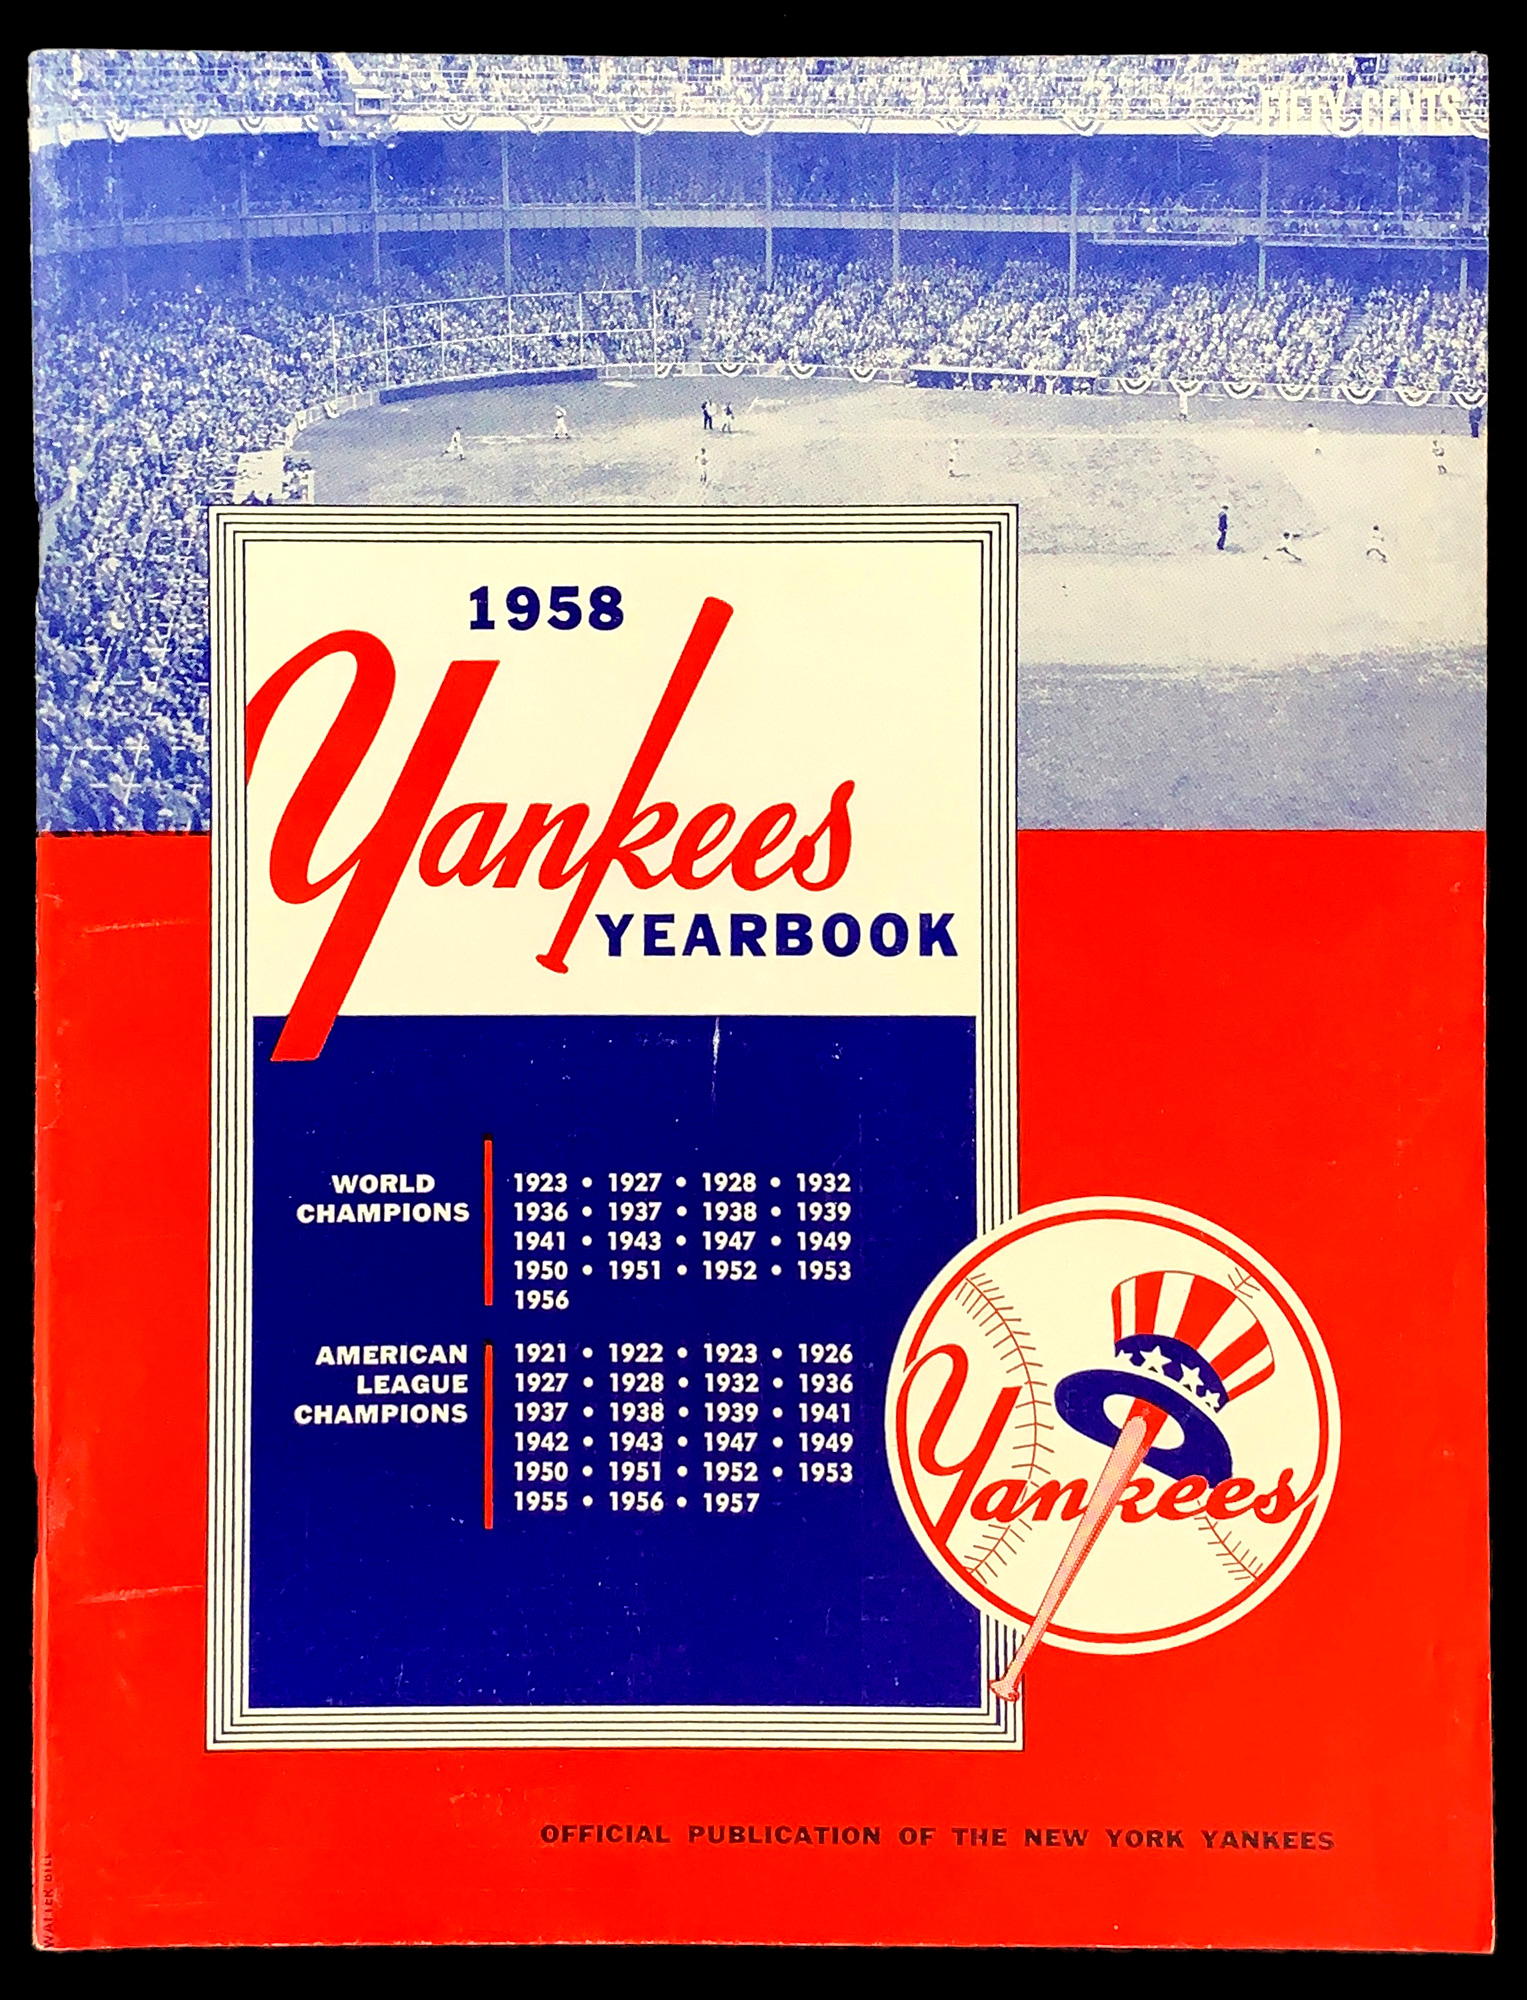 FIFTY CENTS
1958
Yankees
YEARBOOK
WORLD
CHAMPIONS
1923 • 1927 • 1928 • 1932
1936 • 1937 • 1938 • 1939
1941 • 1943 • 1947 • 1949
1950 • 1951 • 1952 • 1953
1956
AMERICAN
LEAGUE
CHAMPIONS
1921 • 1922 • 1923 • 1926
1927 • 1928 • 1932 • 1936
1937 • 1938 • 1939 • 1941
1942 • 1943 • 1947 • 1949
1950 • 1951 • 1952 • 1953
1955 • 1956 • 1957
Yankees
OFFICIAL PUBLICATION OF THE NEW YORK YANKEES
WALTER BILL